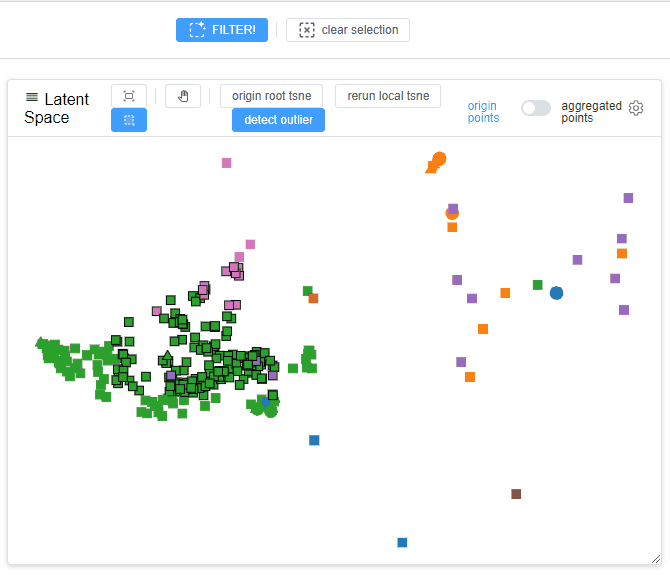 FILTER!
clear selection
Latent Space
origin root tsne
rerun local tsne
detect outlier
origin points
aggregated points